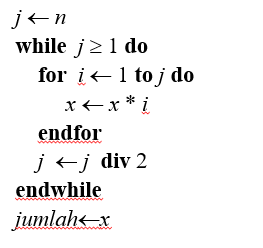 j ← n
while j ≥ 1 do
for i ← 1 to j do
x ← x * i
endfor
j ← j div 2
endwhile
jumlah←x